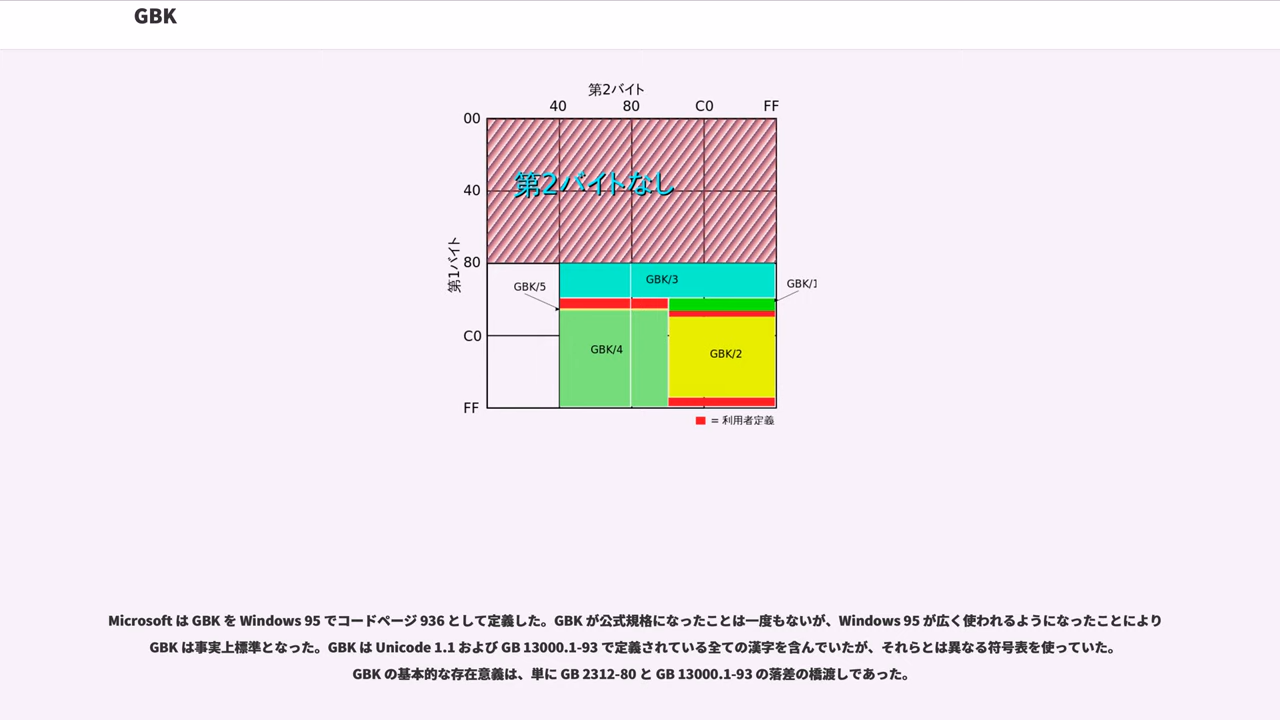 GBK
第2バイト
40 80 C0 FF
00
第2バイトなし
40
第1バイト
80
GBK/3
GBK/5
GBK/1
C0
GBK/4
GBK/2
FF
= 利用者定義
Microsoft は GBK を Windows 95 でコードページ 936 として定義した。GBK が公式規格になったことは一度もないが、Windows 95 が広く使われるようになったことにより
GBK は事実上標準となった。GBK は Unicode 1.1 および GB 13000.1-93 で定義されている全ての漢字を含んでいたが、それらとは異なる符号表を使っていた。
GBK の基本的な存在意義は、単に GB 2312-80 と GB 13000.1-93 の落差の橋渡しであった。